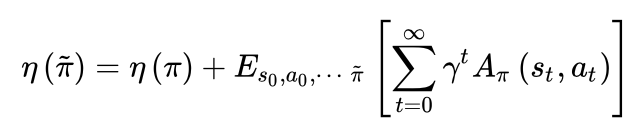 η(π̃) = η(π) + E_{s_0,a_0,⋯ π̃} [ ∑_{t=0}^{∞} γ^t A_π (s_t, a_t) ]